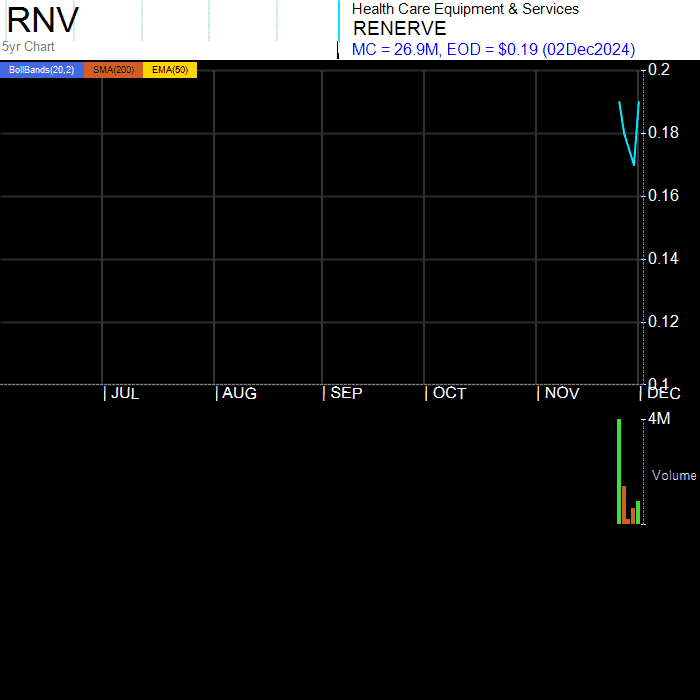 RNV
5yr Chart
Health Care Equipment & Services
RENERVE
MC = 26.9M, EOD = $0.19 (02Dec2024)
BollBands(20,2) SMA(200) EMA(50)
0.2
0.18
0.16
0.14
0.12
0.1
JUL AUG SEP OCT NOV DEC
4M
Volume